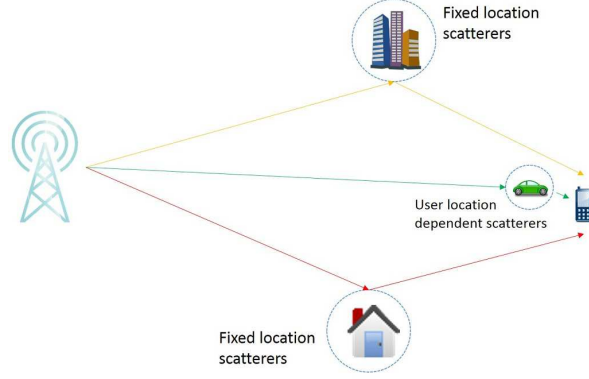 Fixed location
scatterers
User location
dependent scatterers
Fixed location
scatterers